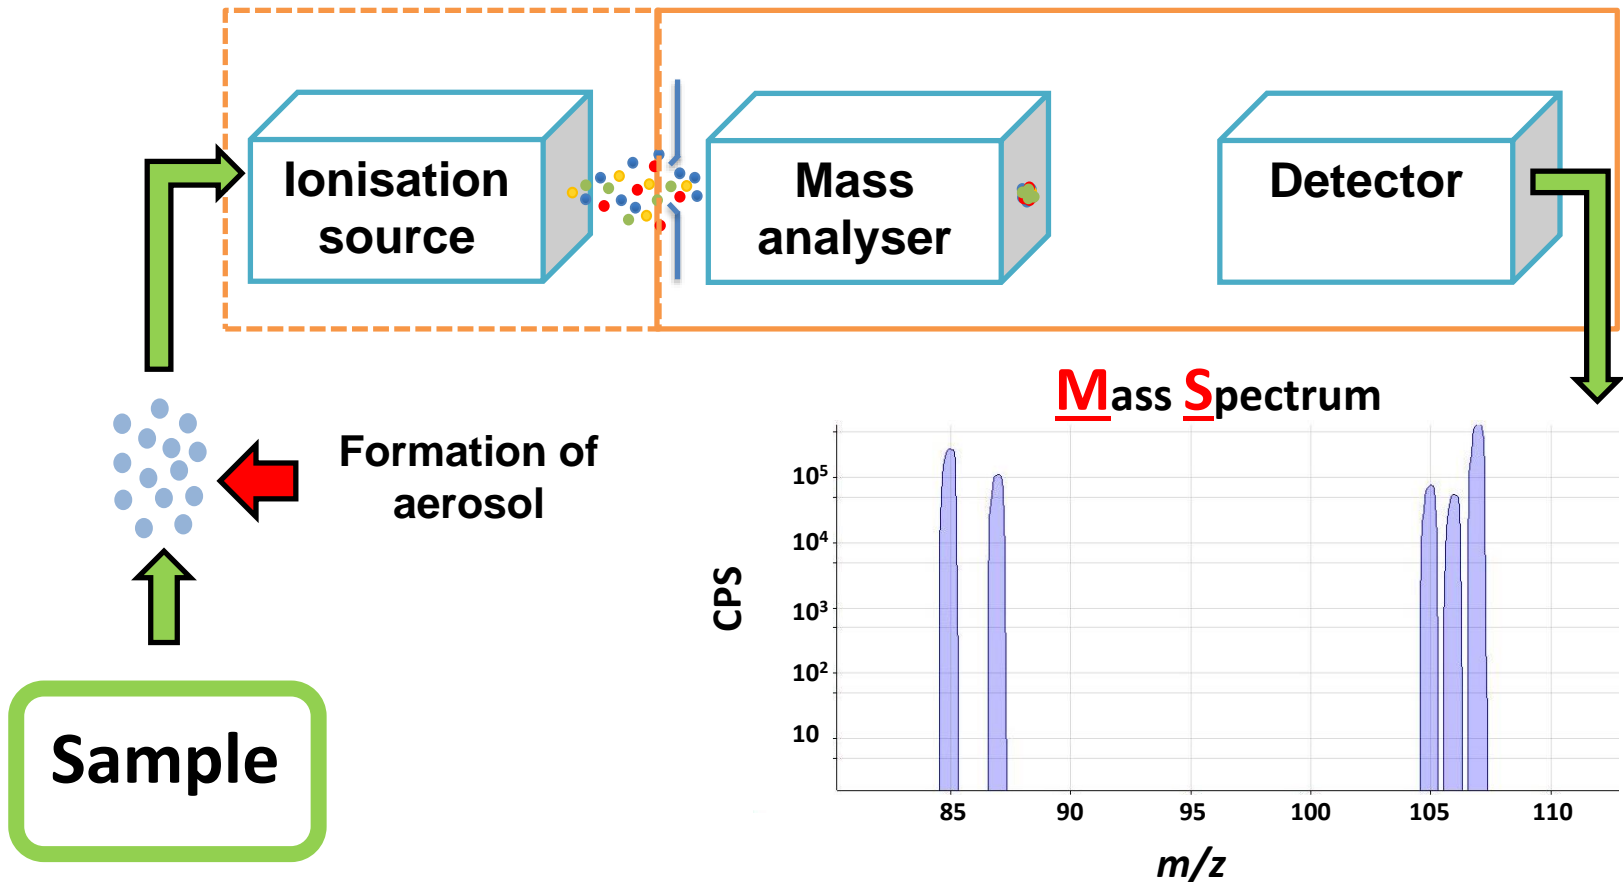 Ionisation
source
Mass
analyser
Detector
Formation of
aerosol
Sample
Mass Spectrum
CPS
10⁵
10⁴
10³
10²
10
85 90 95 100 105 110
m/z